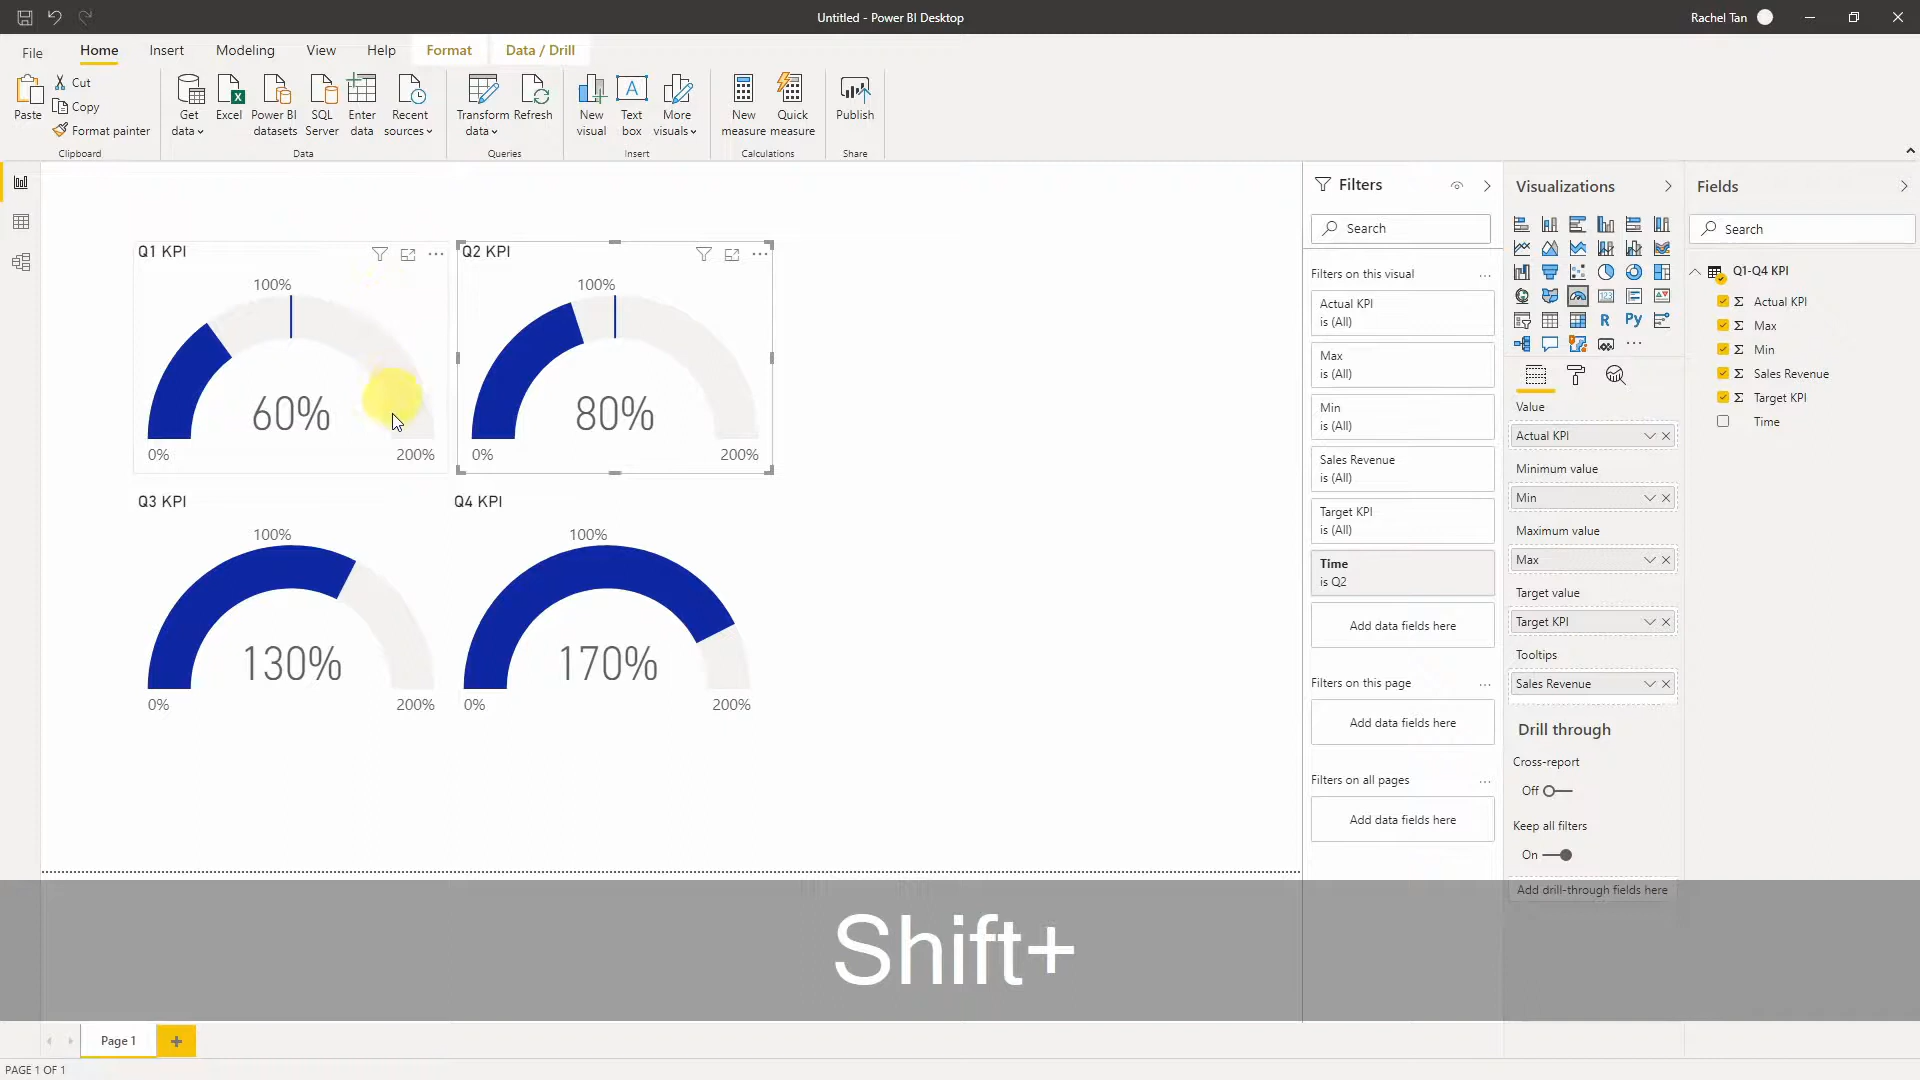 Untitled - Power BI Desktop
Rachel Tan
File
Home
Insert
Modeling
View
Help
Format
Data / Drill
Paste
Cut
Copy
Format painter
Clipboard
Get data
Excel
Power BI datasets
SQL Server
Enter data
Recent sources
Data
Transform data
Refresh
Queries
New visual
Text box
More visuals
Insert
New measure
Quick measure
Calculations
Publish
Share
Q1 KPI
100%
60%
0%
200%
Q2 KPI
100%
80%
0%
200%
Q3 KPI
100%
130%
0%
200%
Q4 KPI
100%
170%
0%
200%
Filters
Search
Filters on this visual
Actual KPI
is (All)
Max
is (All)
Min
is (All)
Sales Revenue
is (All)
Target KPI
is (All)
Time
is Q2
Add data fields here
Filters on this page
Add data fields here
Filters on all pages
Add data fields here
Visualizations
R
Py
Value
Actual KPI
Minimum value
Min
Maximum value
Max
Target value
Target KPI
Tooltips
Sales Revenue
Drill through
Cross-report
Off
Keep all filters
On
Add drill-through fields here
Fields
Search
Q1-Q4 KPI
Σ Actual KPI
Σ Max
Σ Min
Σ Sales Revenue
Σ Target KPI
Time
Shift+
Page 1
PAGE 1 OF 1